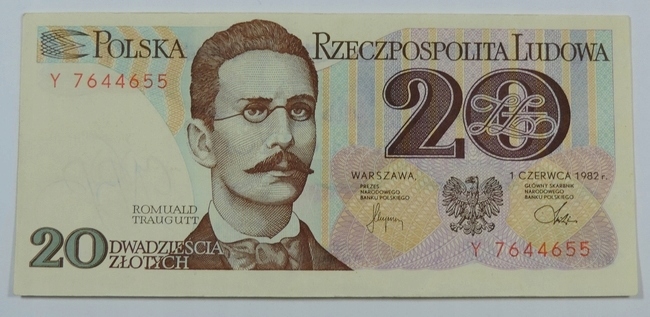 POLSKA RZECZPOSPOLITA LUDOWA
Y 7644655
20 ZŁ
WARSZAWA, 1 CZERWCA 1982 r.
PREZES GŁÓWNY SKARBNIK
NARODOWEGO NARODOWEGO
BANKU POLSKIEGO BANKU POLSKIEGO
ROMUALD
TRAUGUTT
20 DWADZIEŚCIA
ZŁOTYCH
Y 7644655